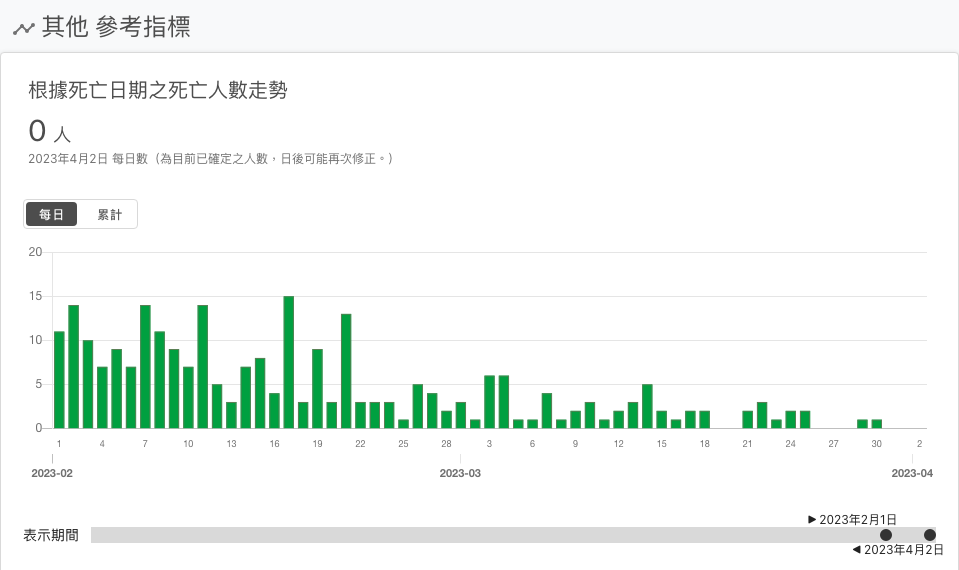 其他 參考指標
根據死亡日期之死亡人數走勢
0 人
2023年4月2日 每日數（為目前已確定之人數，日後可能再次修正。）
每日 累計
20
15
10
5
0
1 4 7 10 13 16 19 22 25 28 3 6 9 12 15 18 21 24 27 30 2
2023-02 2023-03 2023-04
▶ 2023年2月1日
表示期間
◀ 2023年4月2日